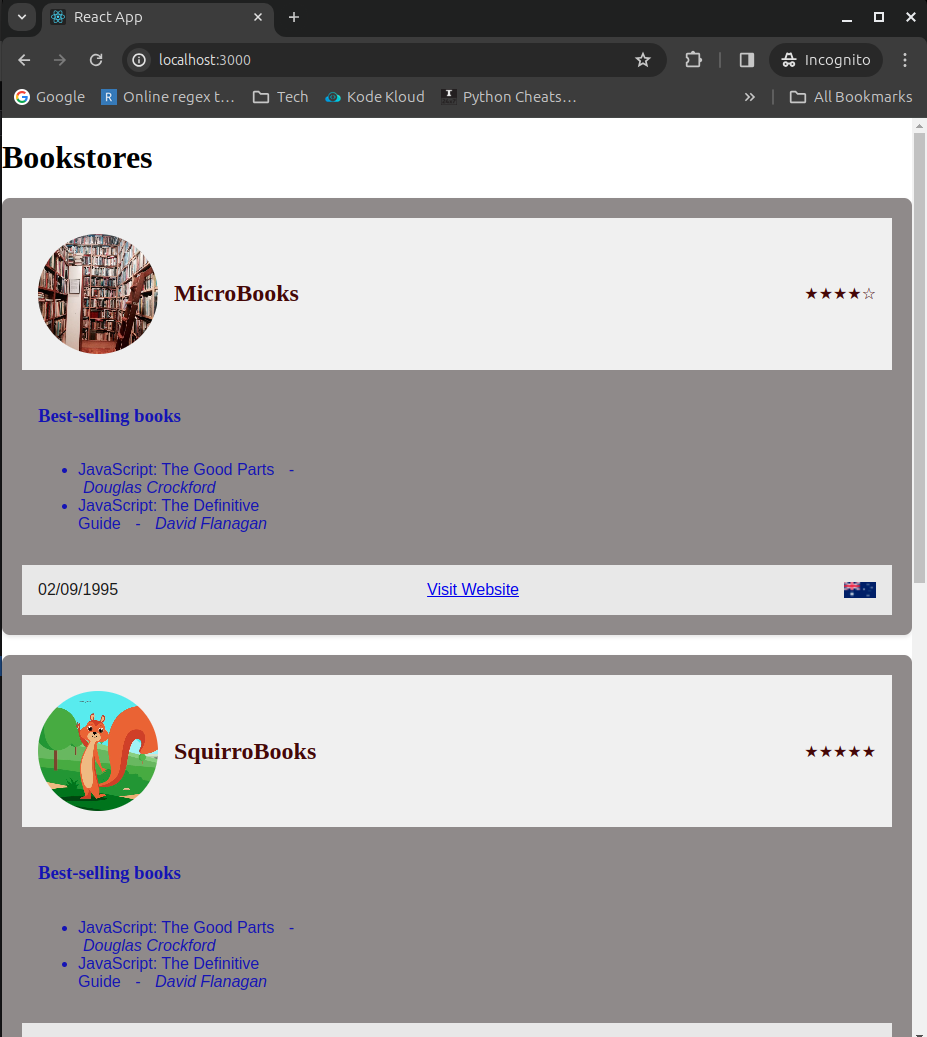 React App
localhost:3000
Incognito
Google
R
Online regex t…
Tech
Kode Kloud
Python Cheats…
»
All Bookmarks
Bookstores
MicroBooks
★★★★☆
Best-selling books
• JavaScript: The Good Parts -
Douglas Crockford
• JavaScript: The Definitive
Guide - David Flanagan
02/09/1995
Visit Website
SquirroBooks
★★★★★
Best-selling books
• JavaScript: The Good Parts -
Douglas Crockford
• JavaScript: The Definitive
Guide - David Flanagan